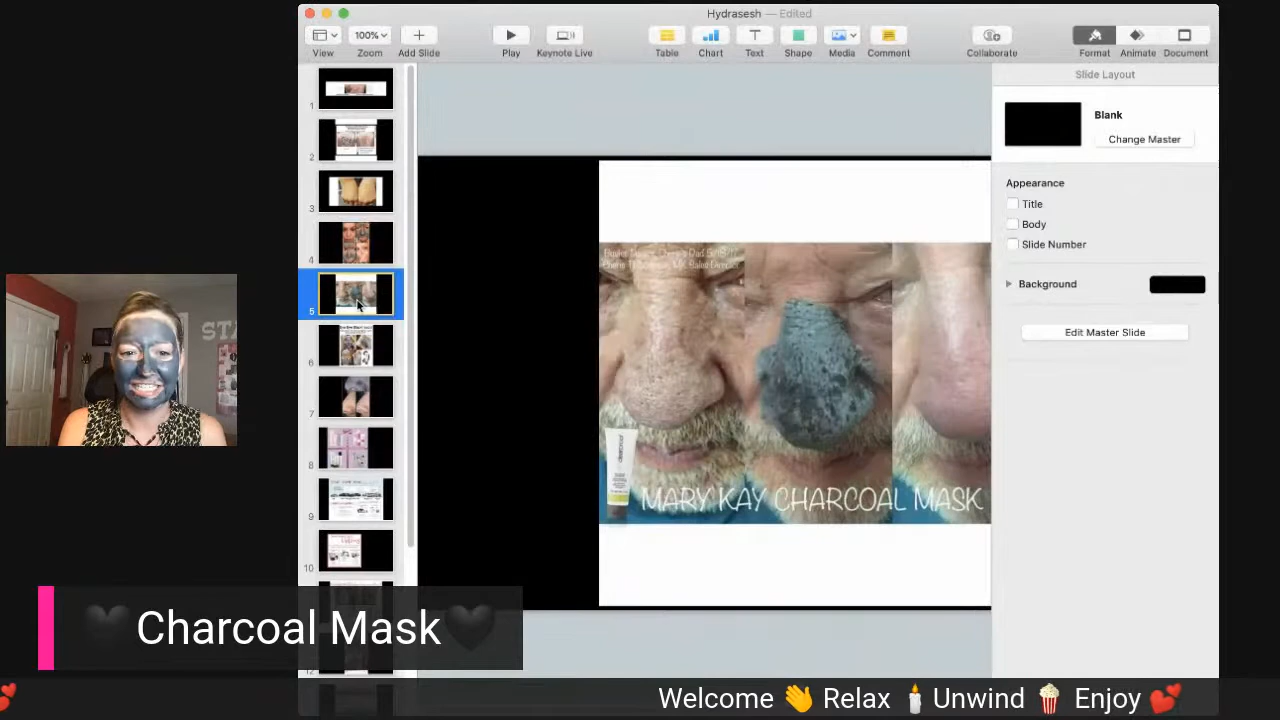 Hydrasesh — Edited
100%
View Zoom Add Slide Play Keynote Live Table Chart Text Shape Media Comment Collaborate Format Animate Document
Slide Layout
Blank
Change Master
Appearance
Title
Body
Slide Number
Background
Edit Master Slide
1
2
3
4
5
6
7
8
9
10
12
STA
MARY KAY CHARCOAL MASK
Charcoal Mask
Welcome 👋 Relax 🕯️ Unwind 🍿 Enjoy 💕